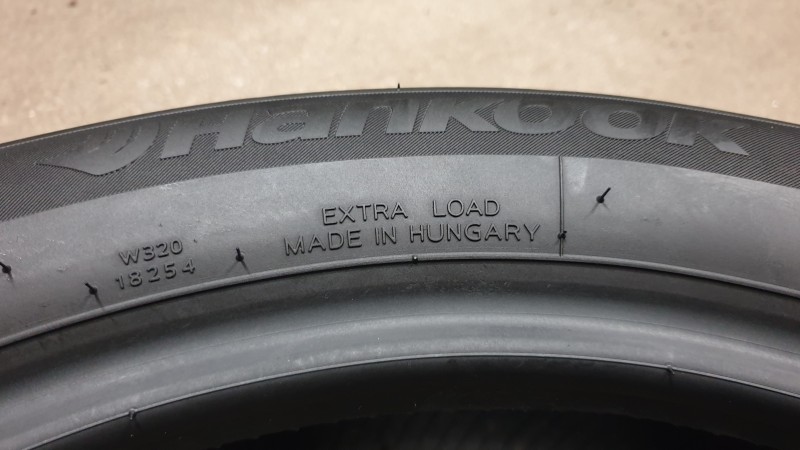 Hankook
EXTRA LOAD
MADE IN HUNGARY
W320
18254